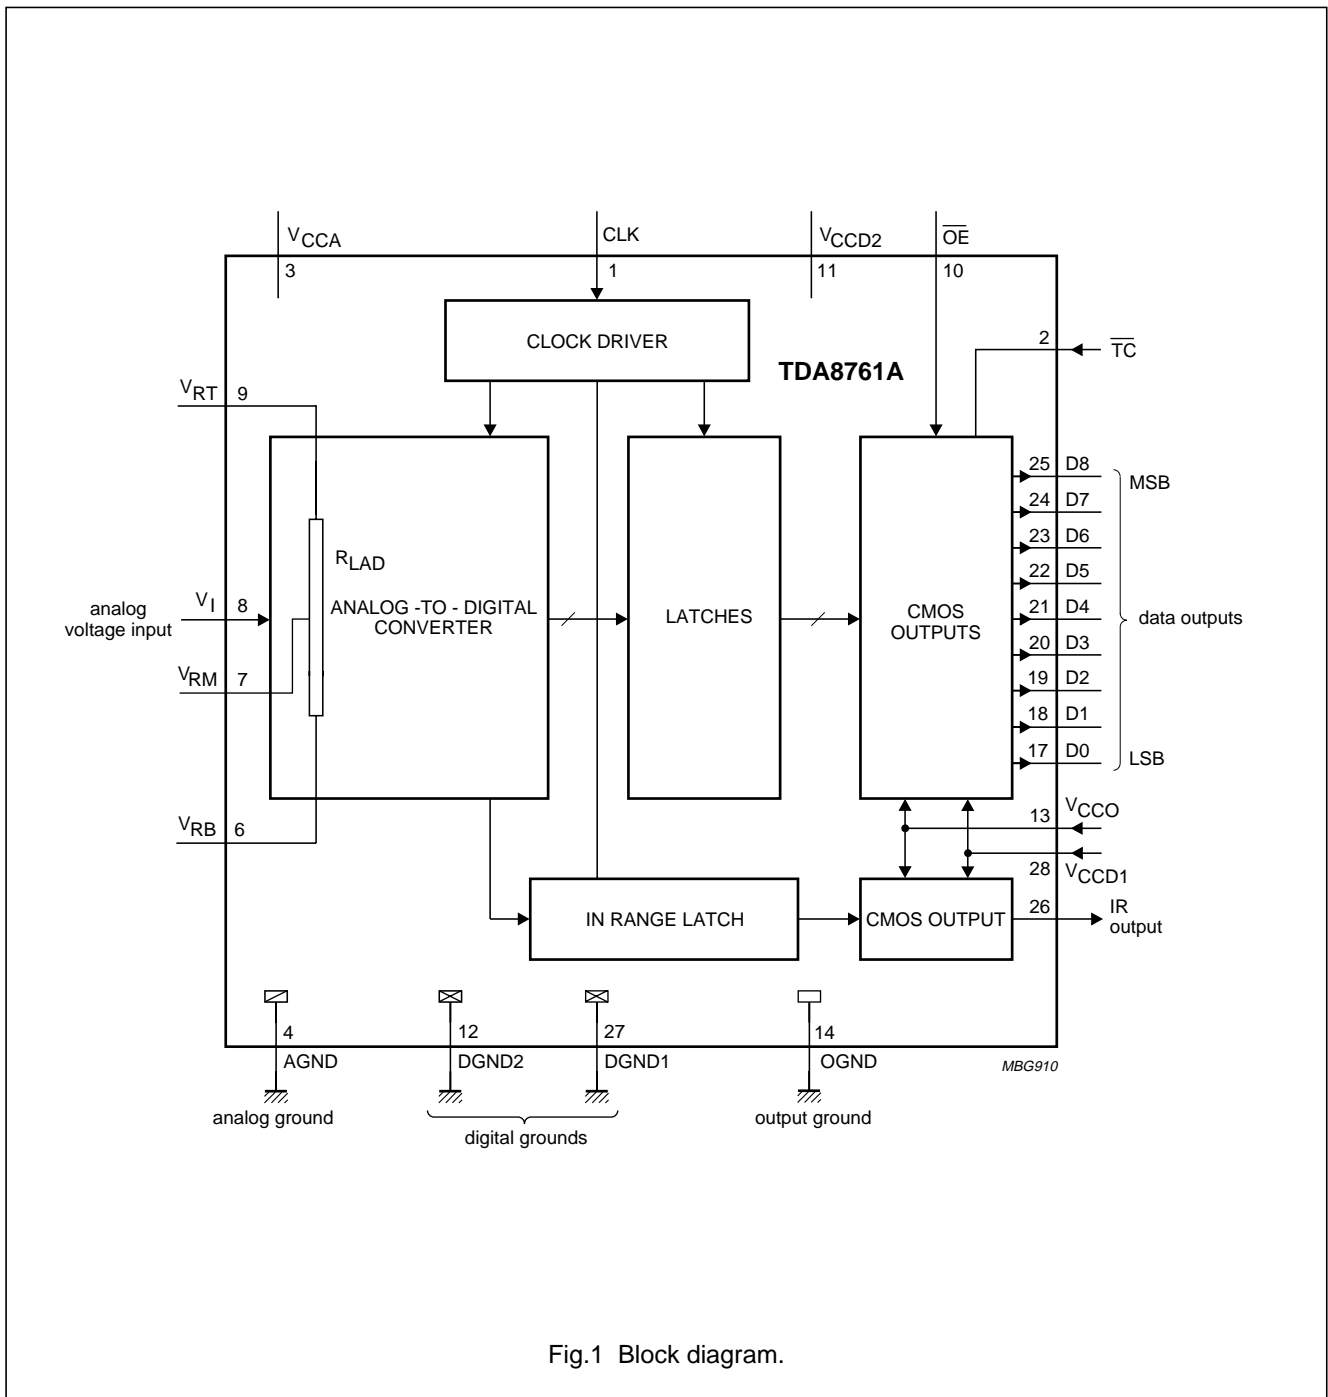 VCCA
CLK
VCCD2
OE
3
1
11
10
CLOCK DRIVER
TDA8761A
2
TC
VRT
9
RLAD
ANALOG -TO - DIGITAL
CONVERTER
LATCHES
CMOS
OUTPUTS
analog
voltage input
VI
8
VRM
7
VRB
6
25 D8
MSB
24 D7
23 D6
22 D5
21 D4
data outputs
20 D3
19 D2
18 D1
17 D0
LSB
13
VCCO
28
VCCD1
IN RANGE LATCH
CMOS OUTPUT
26
IR
output
4
12
27
14
AGND
DGND2
DGND1
OGND
MBG910
analog ground
digital grounds
output ground
Fig.1 Block diagram.